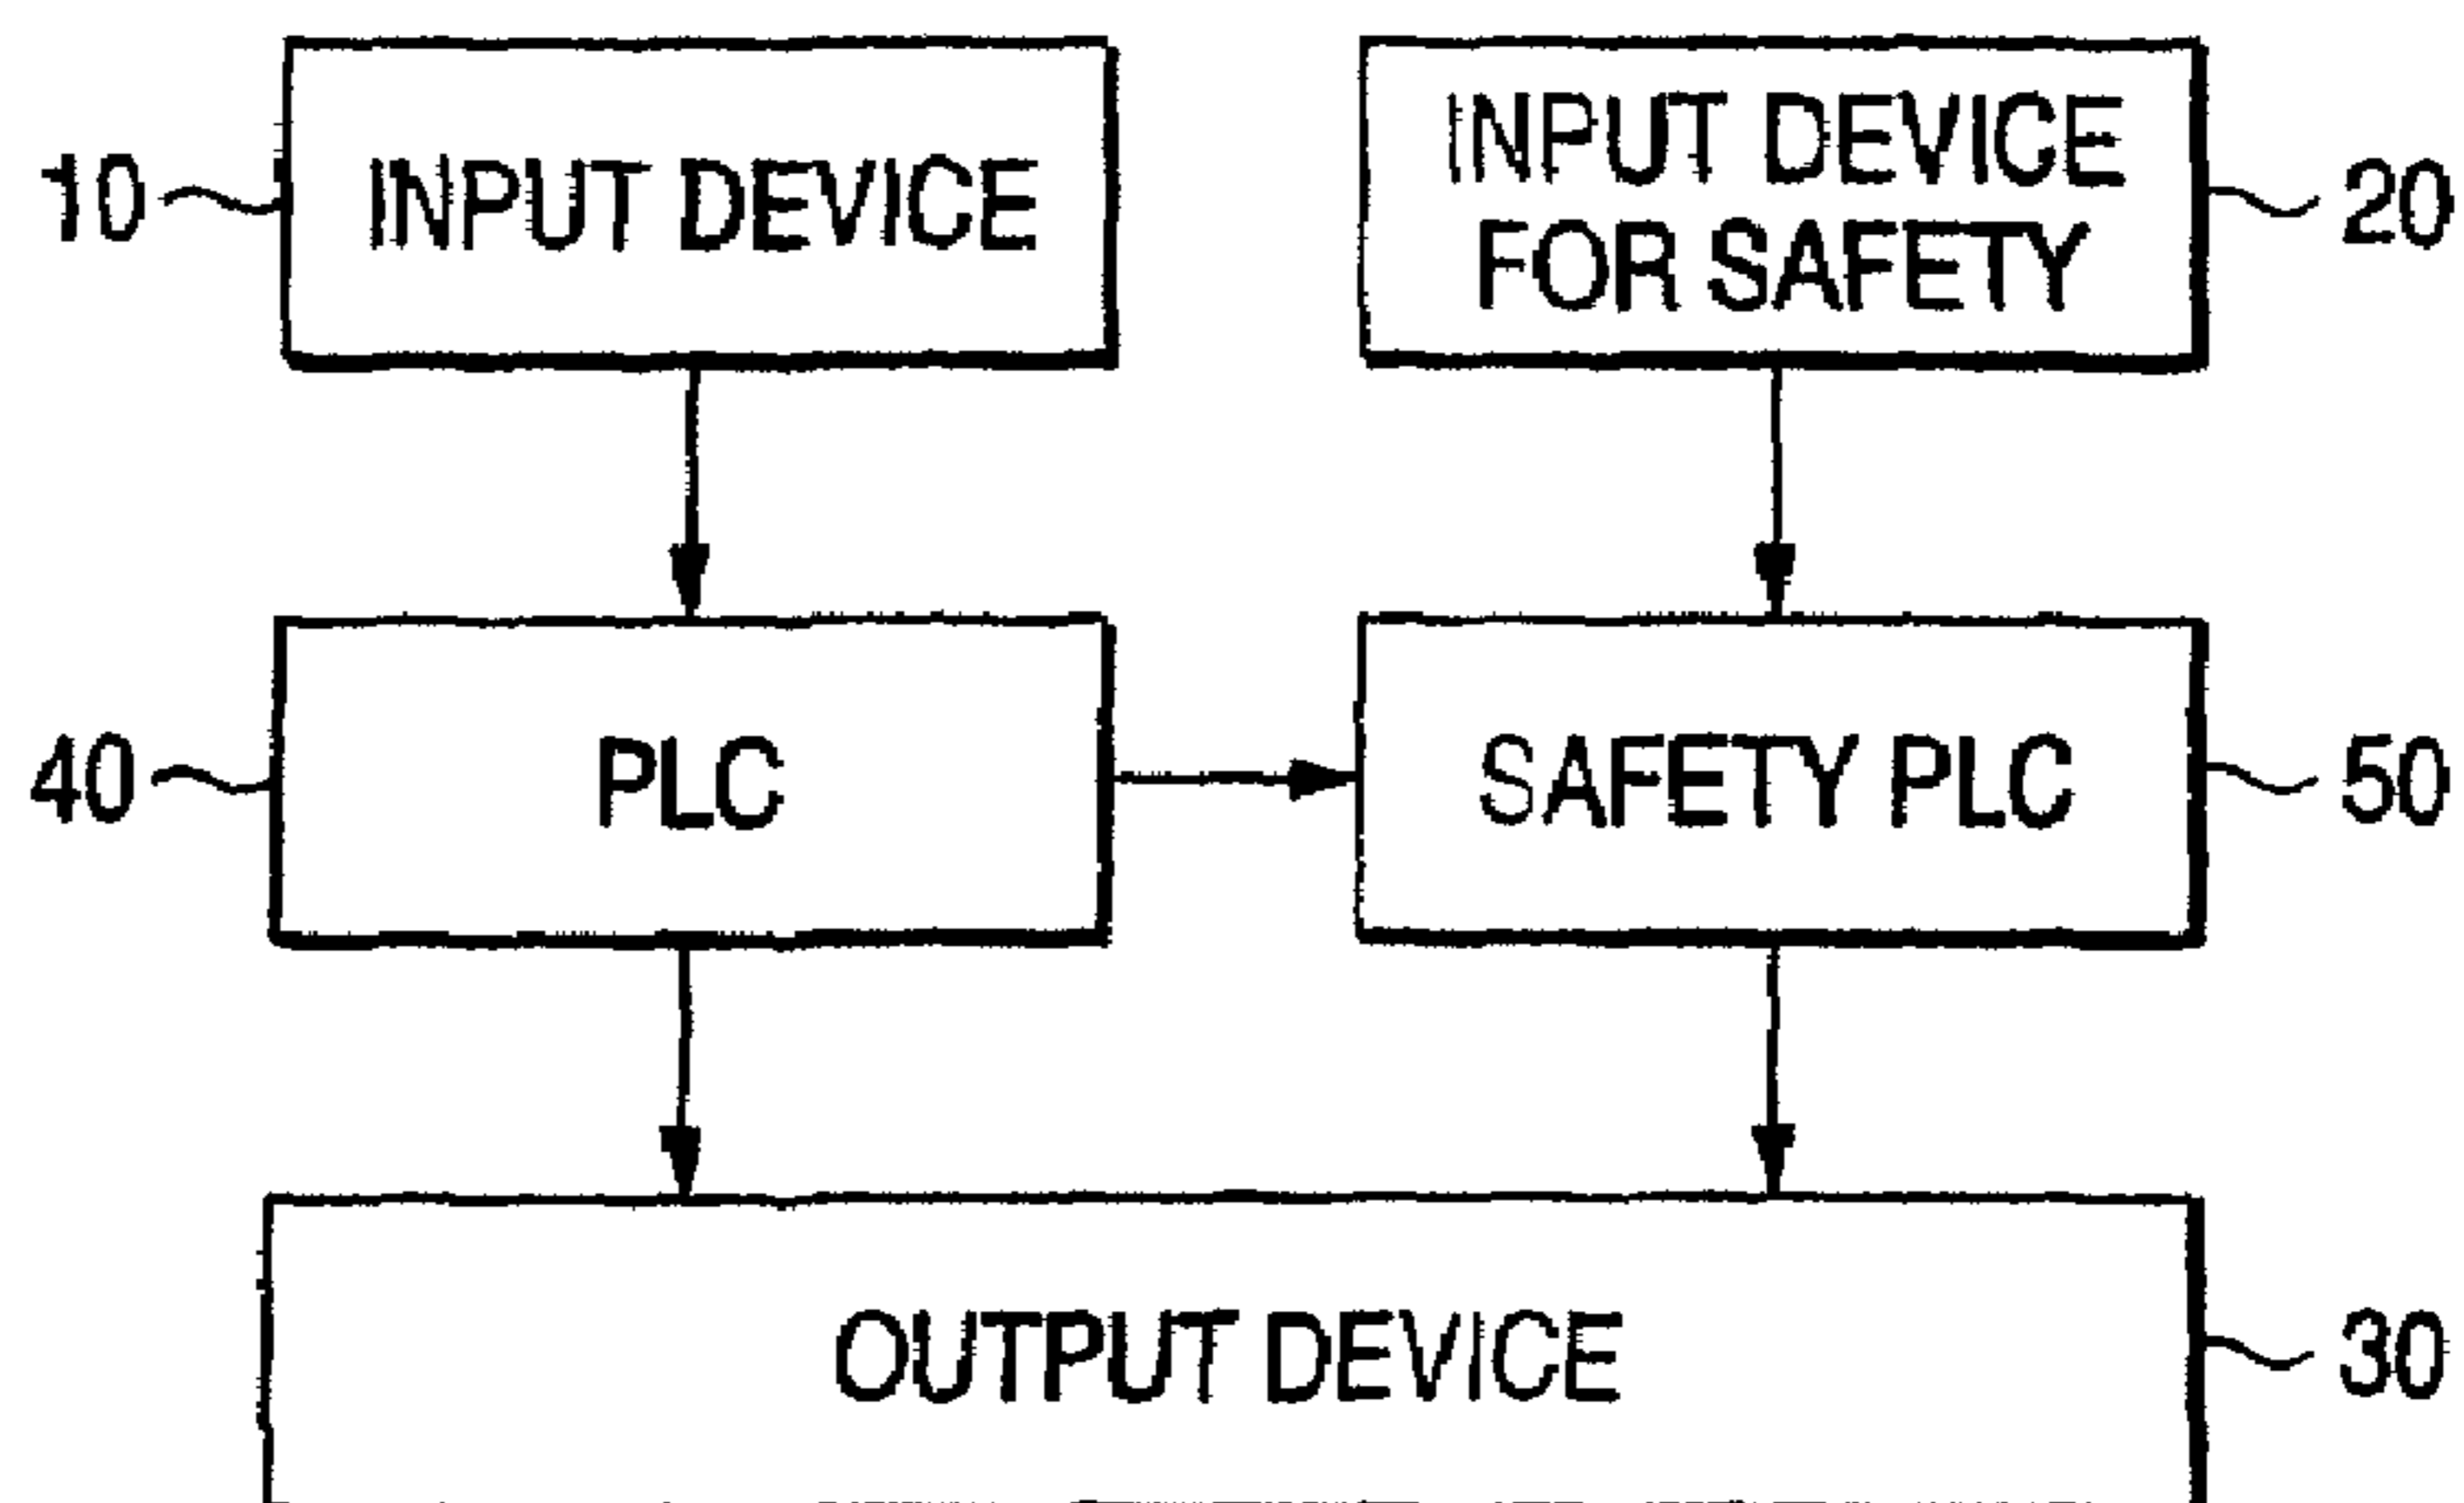 10
INPUT DEVICE
INPUT DEVICE
FOR SAFETY
20
40
PLC
SAFETY PLC
50
OUTPUT DEVICE
30